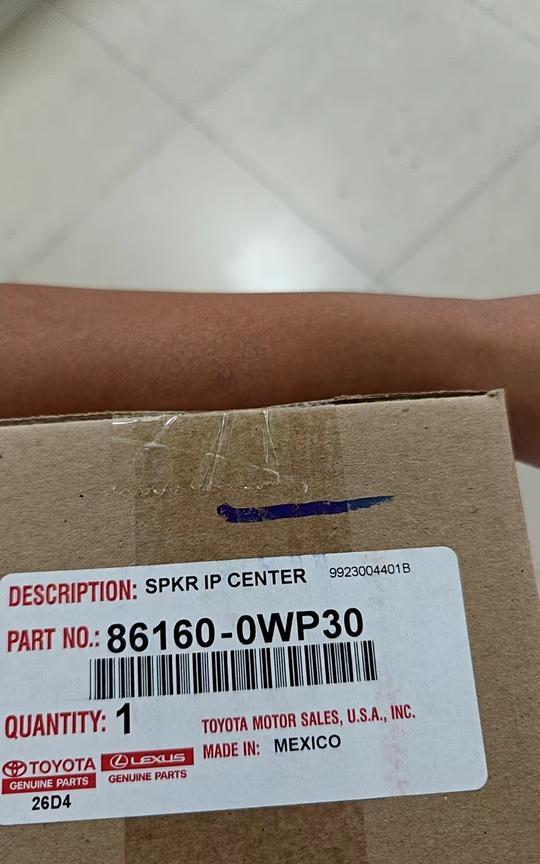 DESCRIPTION: SPKR IP CENTER 9923004401B
PART NO.: 86160-0WP30
QUANTITY: 1
TOYOTA MOTOR SALES, U.S.A., INC.
MADE IN: MEXICO
TOYOTA
GENUINE PARTS
LEXUS
GENUINE PARTS
26D4